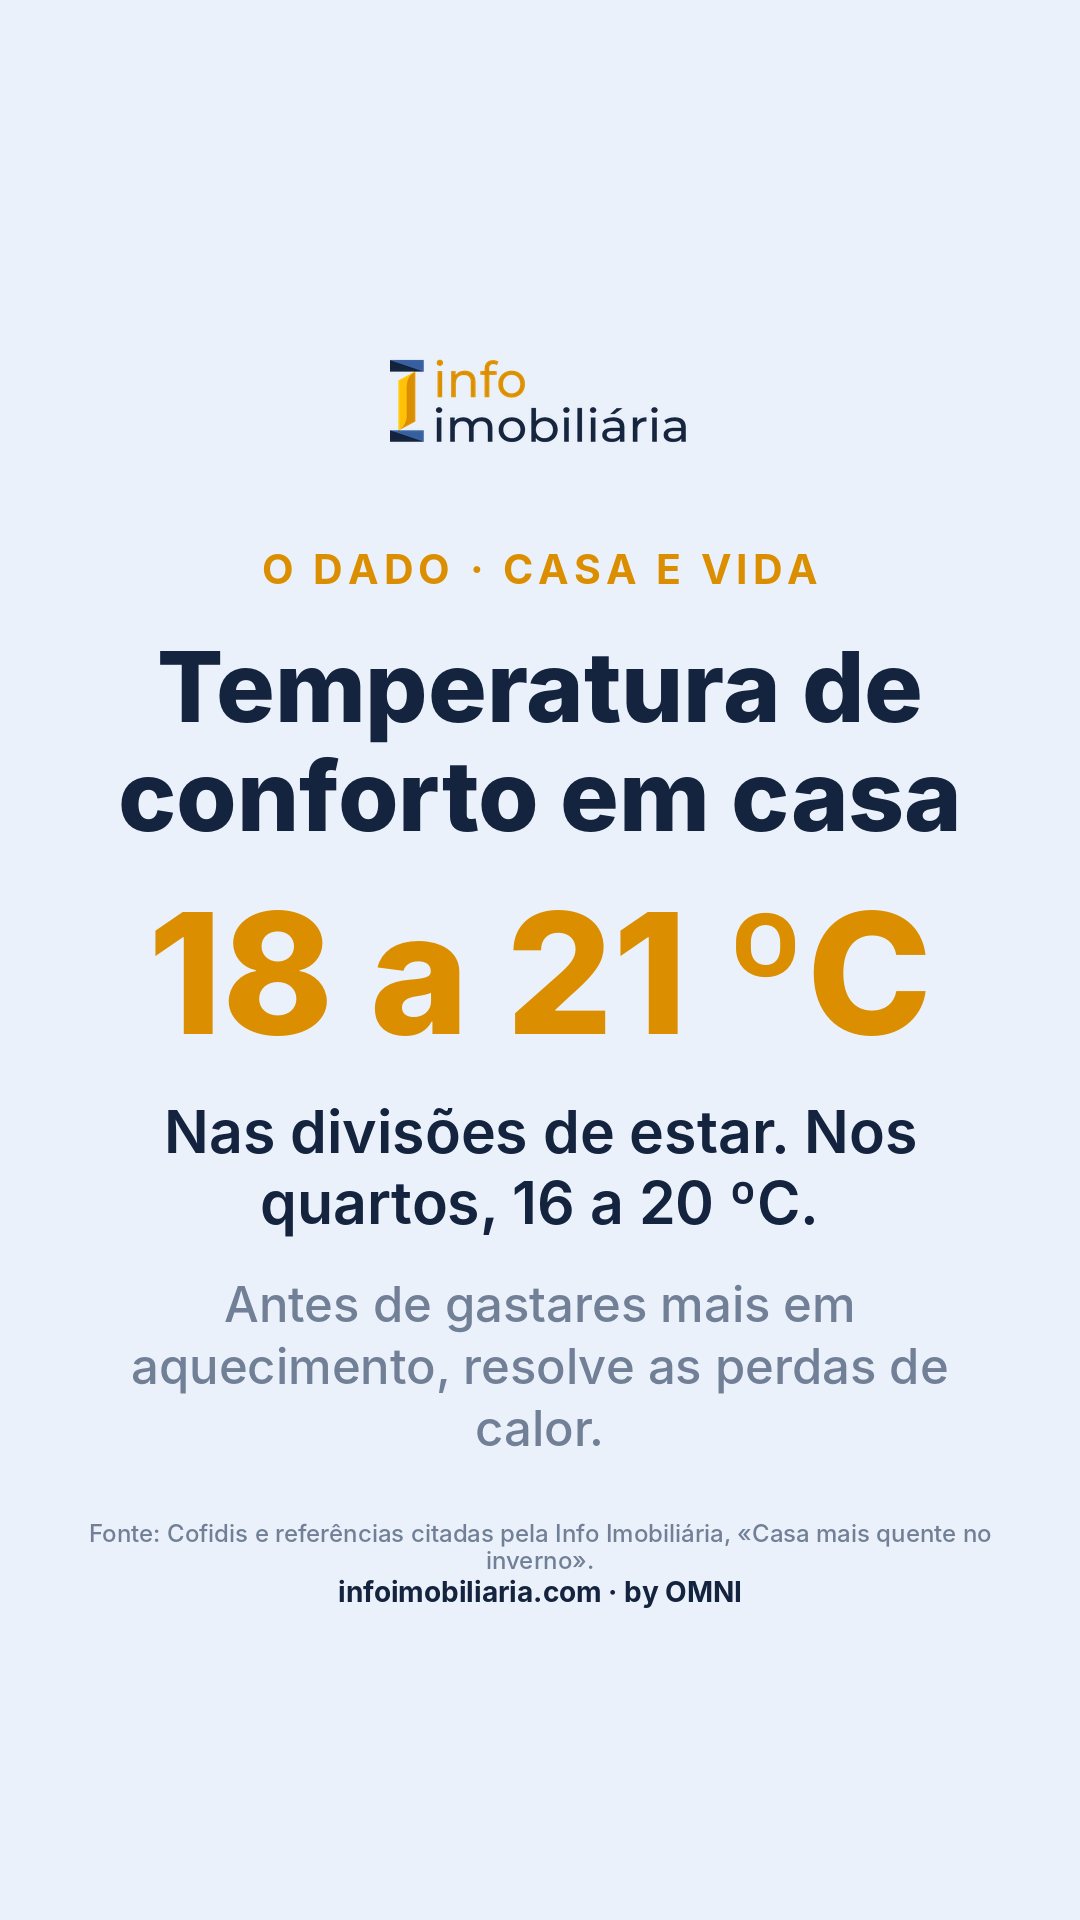 info
imobiliária
O DADO · CASA E VIDA
Temperatura de
conforto em casa
18 a 21 ºC
Nas divisões de estar. Nos
quartos, 16 a 20 ºC.
Antes de gastares mais em
aquecimento, resolve as perdas de
calor.
Fonte: Cofidis e referências citadas pela Info Imobiliária, «Casa mais quente no
inverno».
infoimobiliaria.com · by OMNI